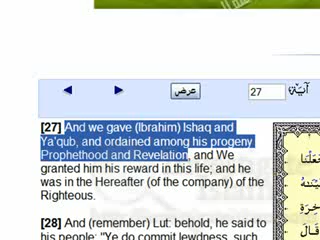 عرض
27
آية
[27] And we gave (Ibrahim) Ishaq and
Ya'qub, and ordained among his progeny
Prophethood and Revelation, and We
granted him his reward in this life; and he
was in the Hereafter (of the company) of the
Righteous.
[28] And (remember) Lut: behold, he said to
his people: "Ye do commit lewdness, such